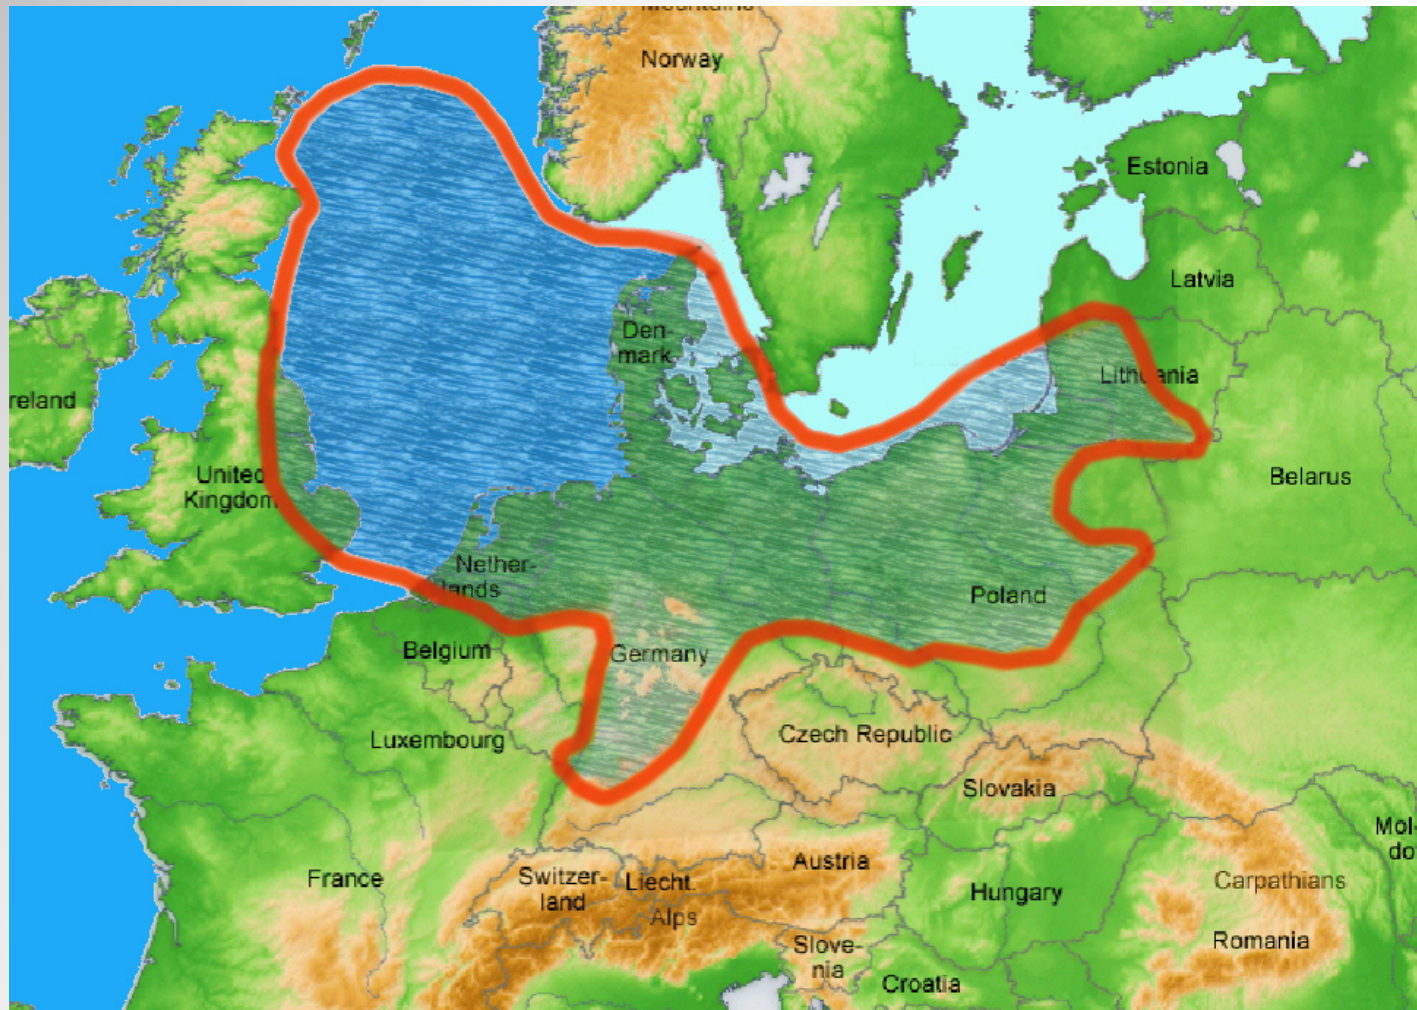 Mountains
Norway
Estonia
Latvia
Den-
mark
Lithuania
reland
United
Kingdom
Belarus
Nether-
lands
Poland
Belgium
Germany
Luxembourg
Czech Republic
Slovakia
Mol-
do
France
Switzer-
land
Liecht.
Austria
Alps
Hungary
Carpathians
Slove-
nia
Romania
Croatia